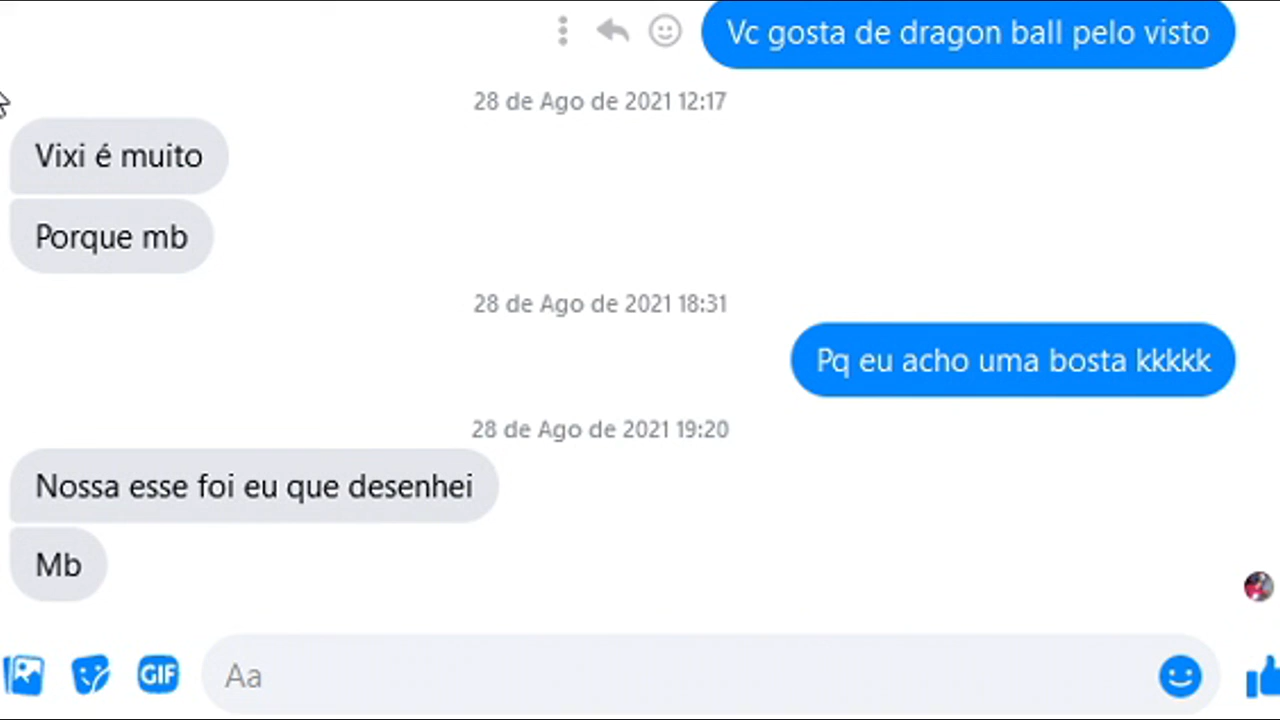 Vc gosta de dragon ball pelo visto
28 de Ago de 2021 12:17
Vixi é muito
Porque mb
28 de Ago de 2021 18:31
Pq eu acho uma bosta kkkkk
28 de Ago de 2021 19:20
Nossa esse foi eu que desenhei
Mb
GIF
Aa